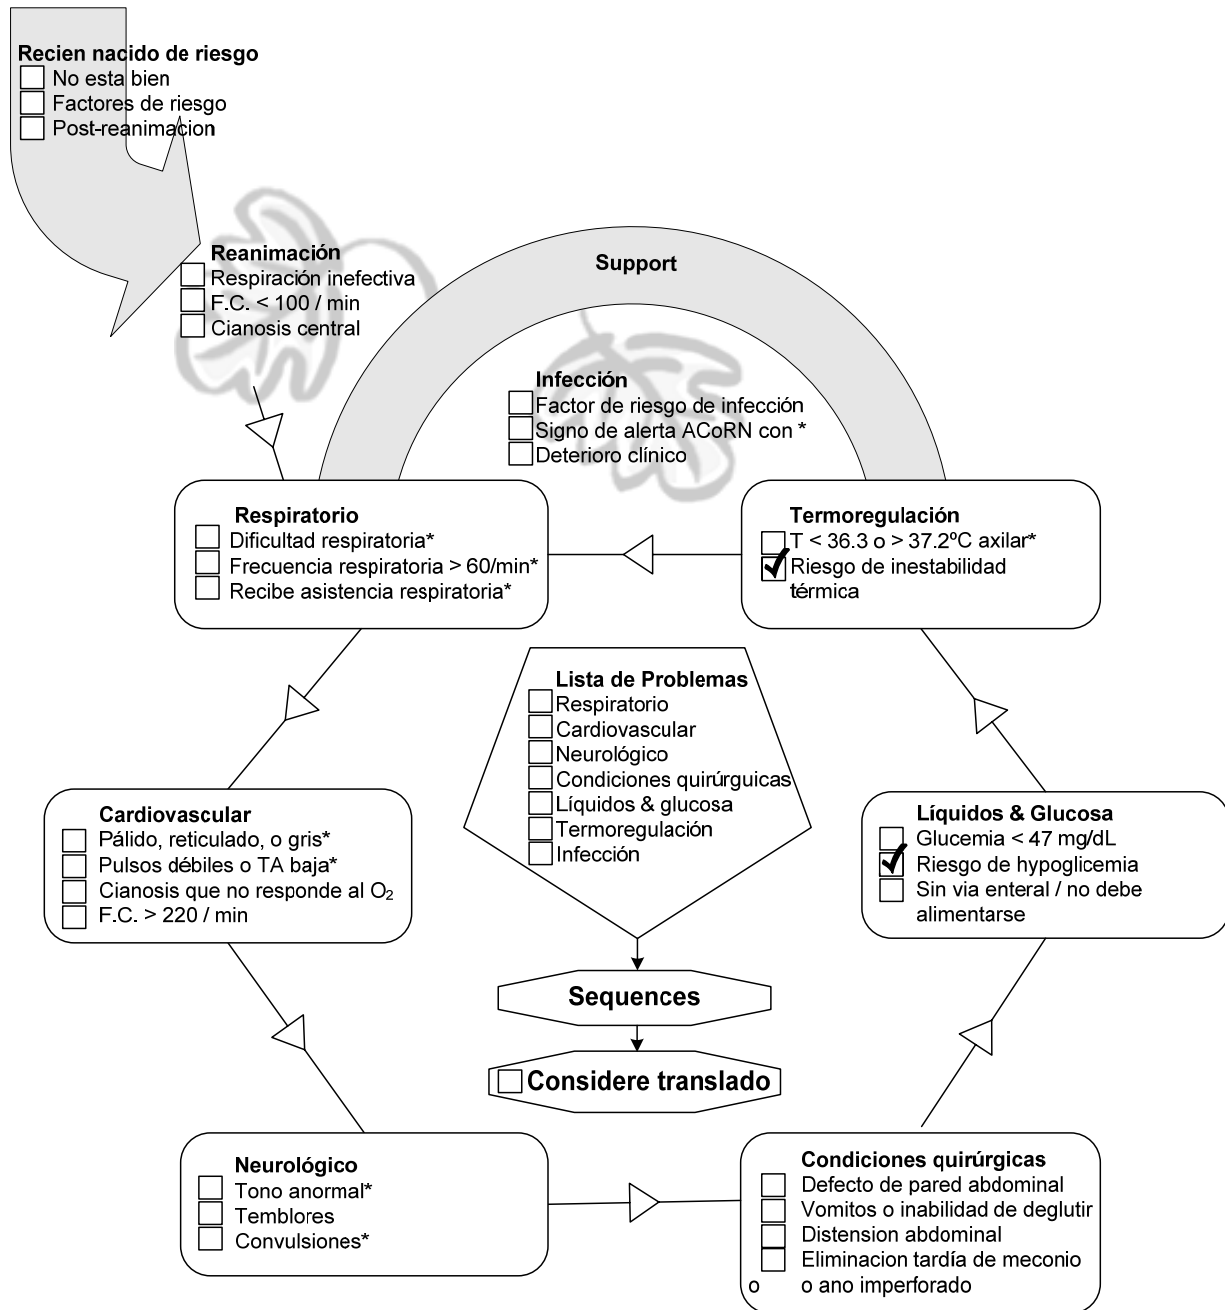 Recien nacido de riesgo
No esta bien
Factores de riesgo
Post-reanimacion
Reanimación
Respiración inefectiva
F.C. < 100 / min
Cianosis central
Support
Infección
Factor de riesgo de infección
Signo de alerta ACoRN con *
Deterioro clínico
Respiratorio
Dificultad respiratoria*
Frecuencia respiratoria > 60/min*
Recibe asistencia respiratoria*
Termoregulación
T < 36.3 o > 37.2ºC axilar*
Riesgo de inestabilidad
térmica
Lista de Problemas
Respiratorio
Cardiovascular
Neurológico
Condiciones quirúrguicas
Líquidos & glucosa
Termoregulación
Infección
Cardiovascular
Pálido, reticulado, o gris*
Pulsos débiles o TA baja*
Cianosis que no responde al O₂
F.C. > 220 / min
Líquidos & Glucosa
Glucemia < 47 mg/dL
Riesgo de hypoglicemia
Sin via enteral / no debe
alimentarse
Sequences
Considere translado
Neurológico
Tono anormal*
Temblores
Convulsiones*
Condiciones quirúrgicas
Defecto de pared abdominal
Vomitos o inabilidad de deglutir
Distension abdominal
Eliminacion tardía de meconio
o o ano imperforado